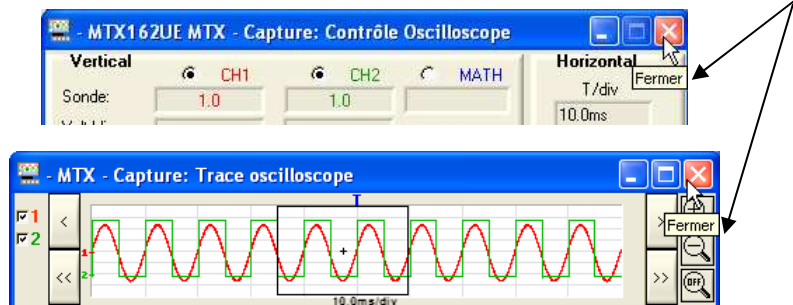 - MTX162UE MTX - Capture: Contrôle Oscilloscope
Vertical
CH1 CH2 MATH
Horizontal
Fermer
Sonde: 1.0 1.0
T/div
10.0ms
- MTX - Capture: Trace oscilloscope
T
1
2
<
>
Fermer
1
2
<<
>>
OFF
10.0ms/div